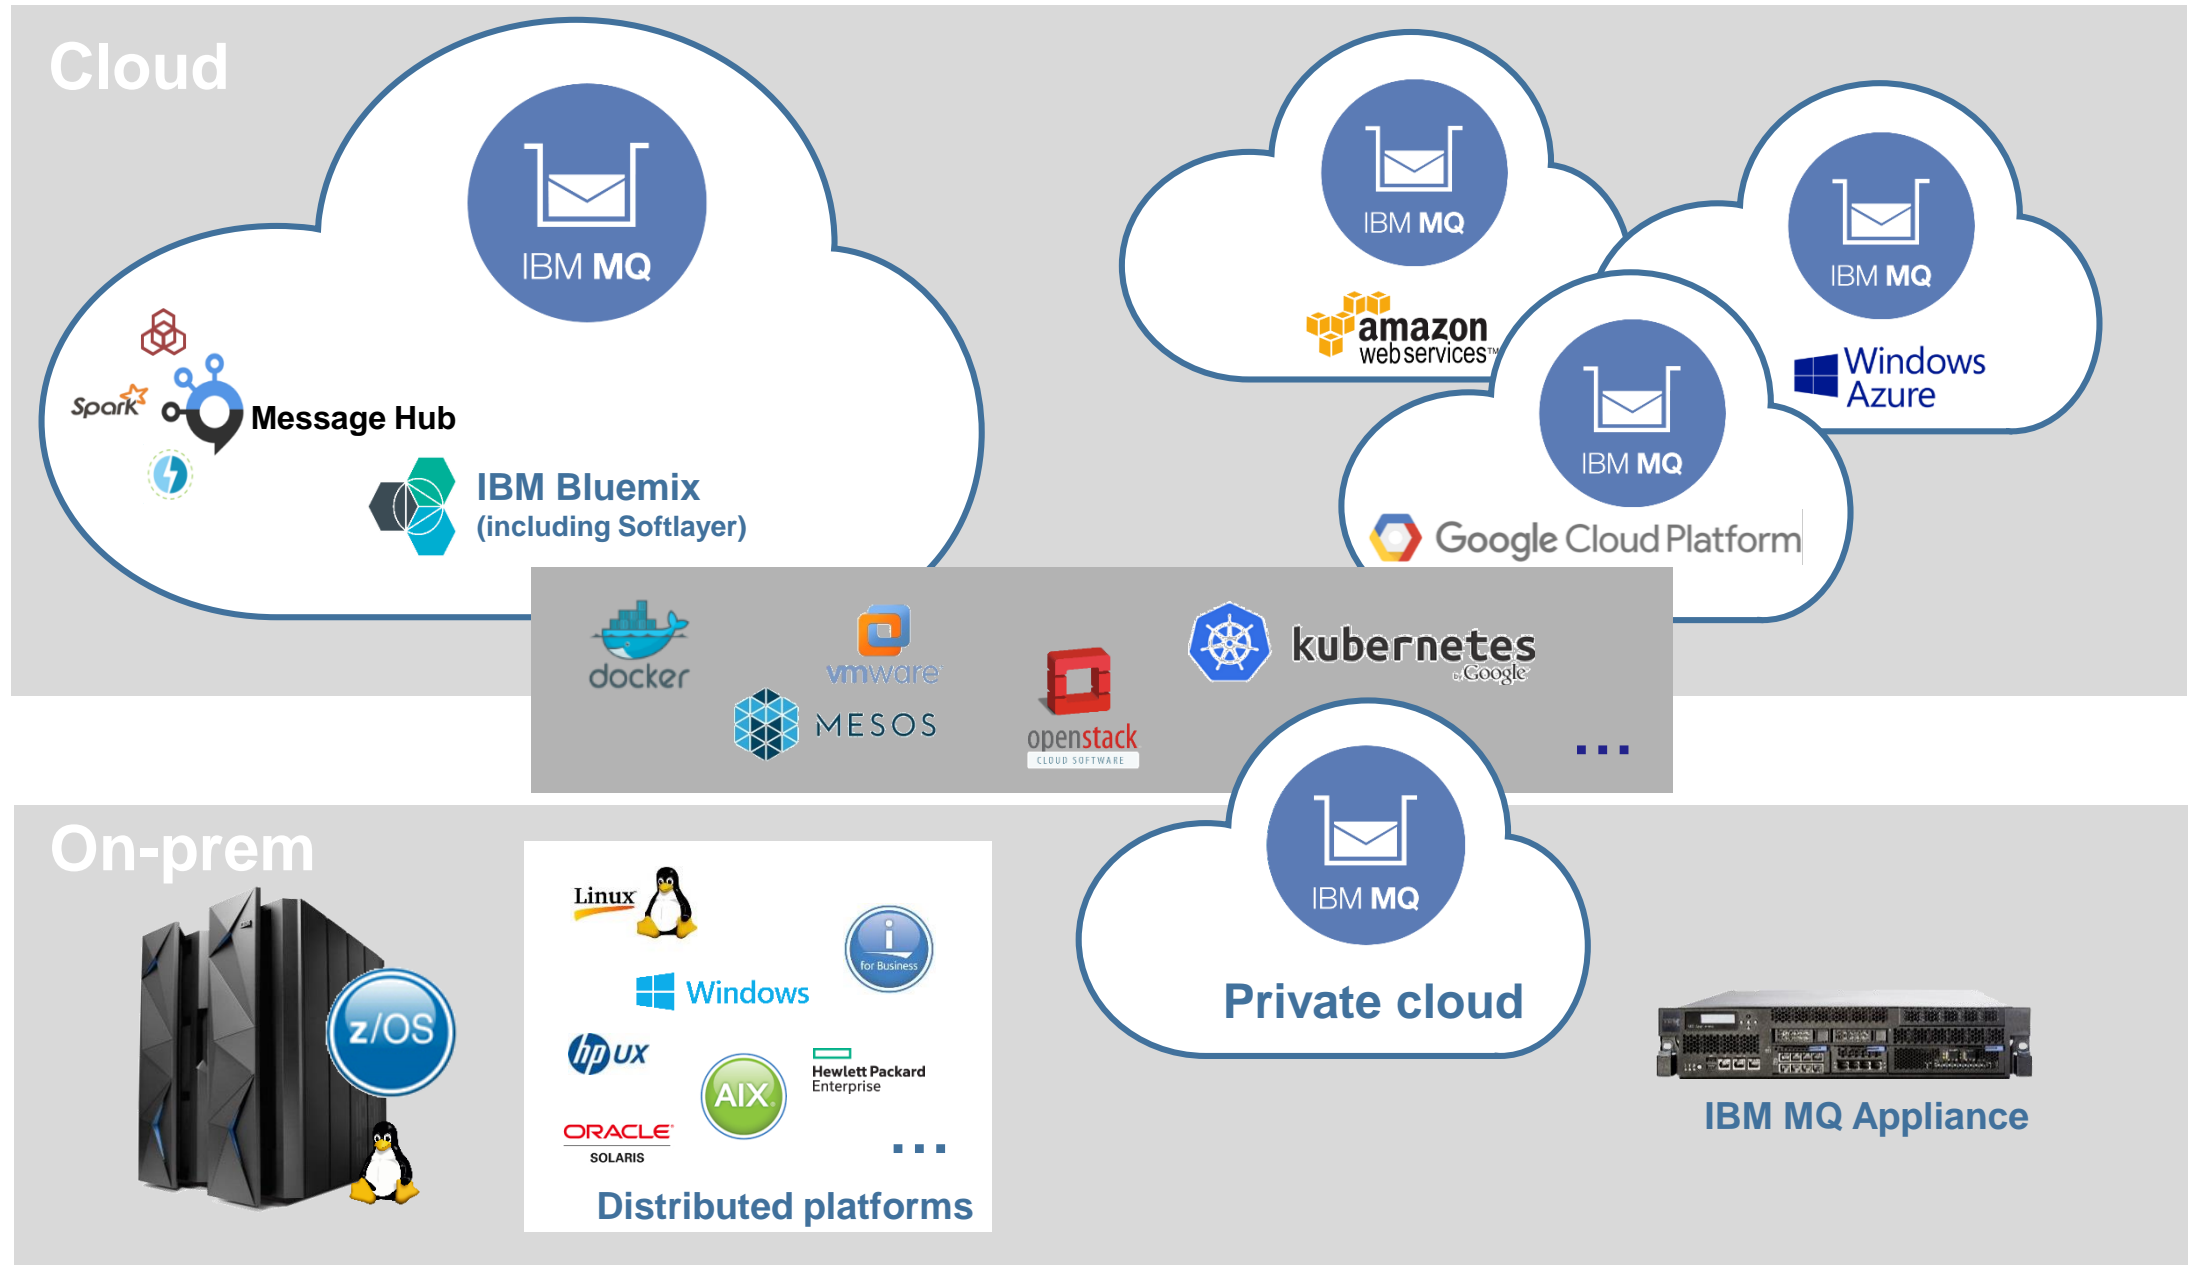 Cloud
IBM MQ
Spark
Message Hub
IBM Bluemix
(including Softlayer)
IBM MQ
amazon
webservices™
IBM MQ
Windows
Azure
IBM MQ
Google Cloud Platform
docker
vmware
MESOS
openstack
CLOUD SOFTWARE
kubernetes
by Google
...
On-prem
z/OS
Linux
i
for Business
Windows
hp UX
AIX
Hewlett Packard
Enterprise
ORACLE
SOLARIS
...
Distributed platforms
IBM MQ
Private cloud
IBM MQ Appliance